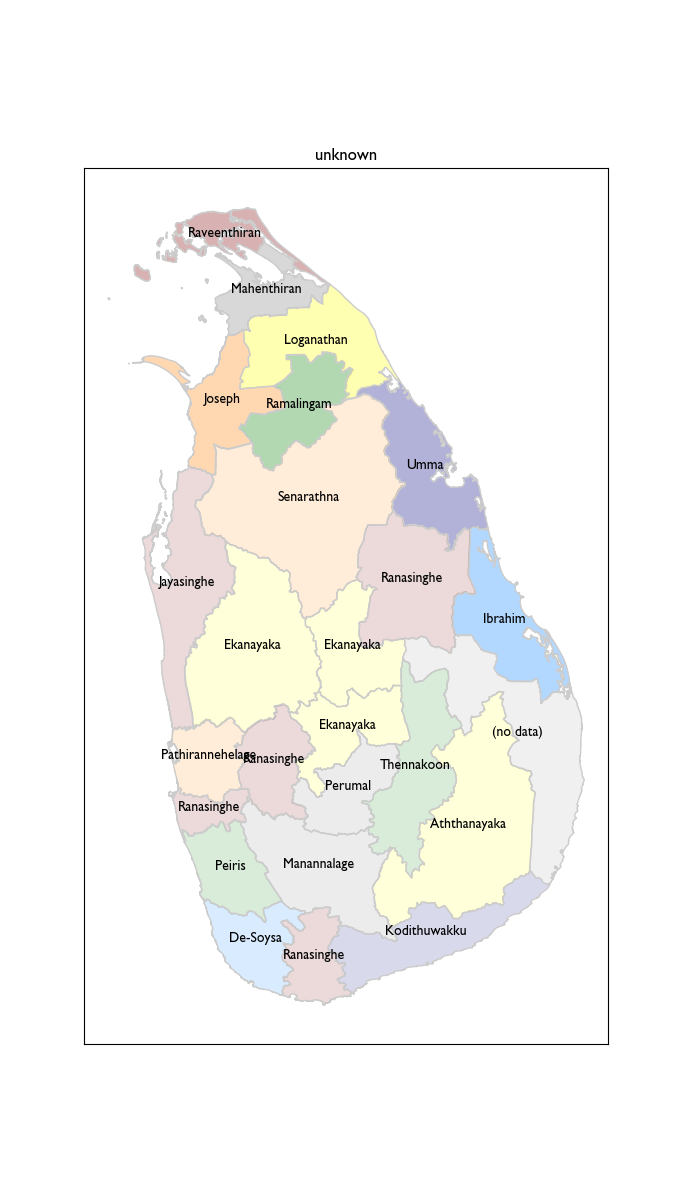 unknown
Raveenthiran
Mahenthiran
Loganathan
Joseph
Ramalingam
Umma
Senarathna
Ranasinghe
Jayasinghe
Ibrahim
Ekanayaka
Ekanayaka
Ekanayaka
(no data)
Pathirannehelage
Ranasinghe
Thennakoon
Perumal
Ranasinghe
Aththanayaka
Peiris
Manannalage
Kodithuwakku
De-Soysa
Ranasinghe